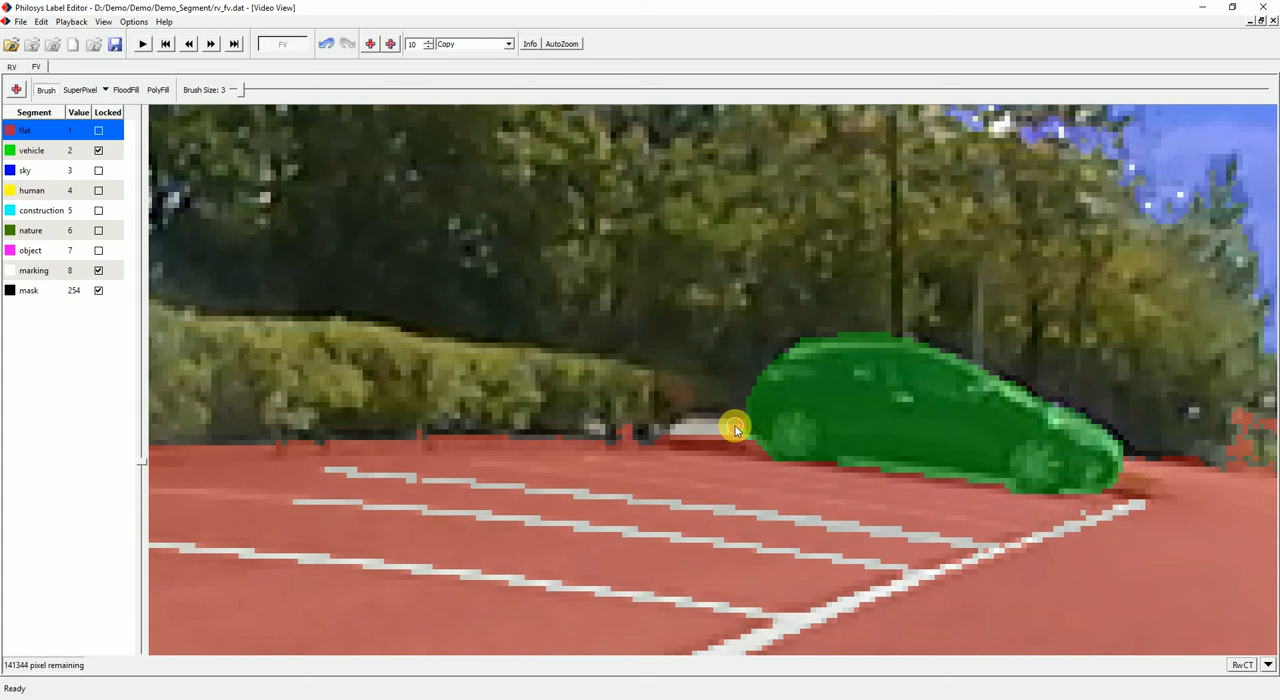 Philosys Label Editor - D:/Demo/Demo/Demo_Segment/rv_fv.dat - [Video View]
File Edit Playback View Options Help
FV 10 Copy Info AutoZoom
RV FV
Brush SuperPixel FloodFill PolyFill Brush Size: 3
Segment Value Locked
flat 1
vehicle 2
sky 3
human 4
construction 5
nature 6
object 7
marking 8
mask 254
141344 pixel remaining RwCT
Ready